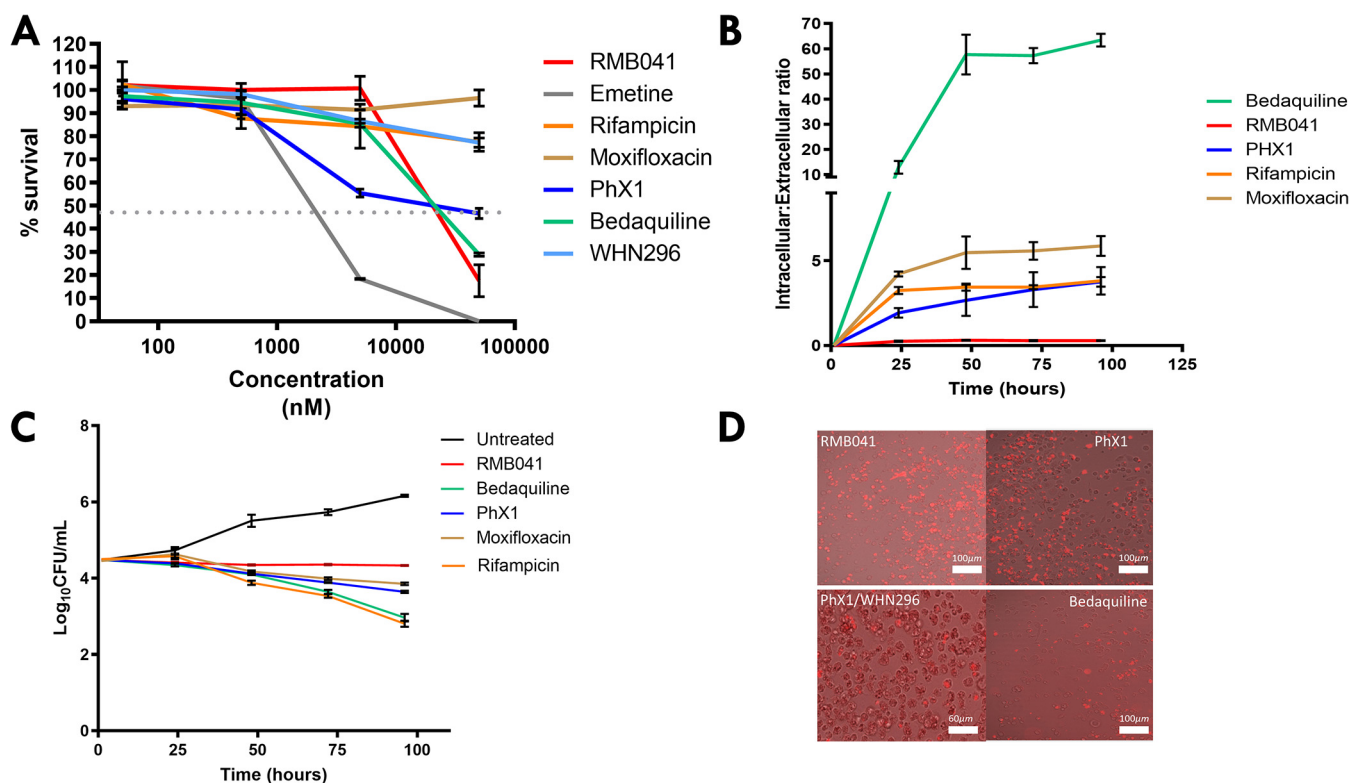 A
120
110
100
90
80
70
60
50
40
30
20
10
0
% survival
100
1000
10000
100000
Concentration
(nM)
RMB041
Emetine
Rifampicin
Moxifloxacin
PhX1
Bedaquiline
WHN296
B
70
60
50
40
30
20
10
5
0
Intracellular:Extracellular ratio
0
25
50
75
100
125
Time (hours)
Bedaquiline
RMB041
PHX1
Rifampicin
Moxifloxacin
C
8
6
4
2
0
Log10CFU/mL
0
25
50
75
100
Time (hours)
Untreated
RMB041
Bedaquiline
PhX1
Moxifloxacin
Rifampicin
D
RMB041
100µm
PhX1
100µm
PhX1/WHN296
60µm
Bedaquiline
100µm